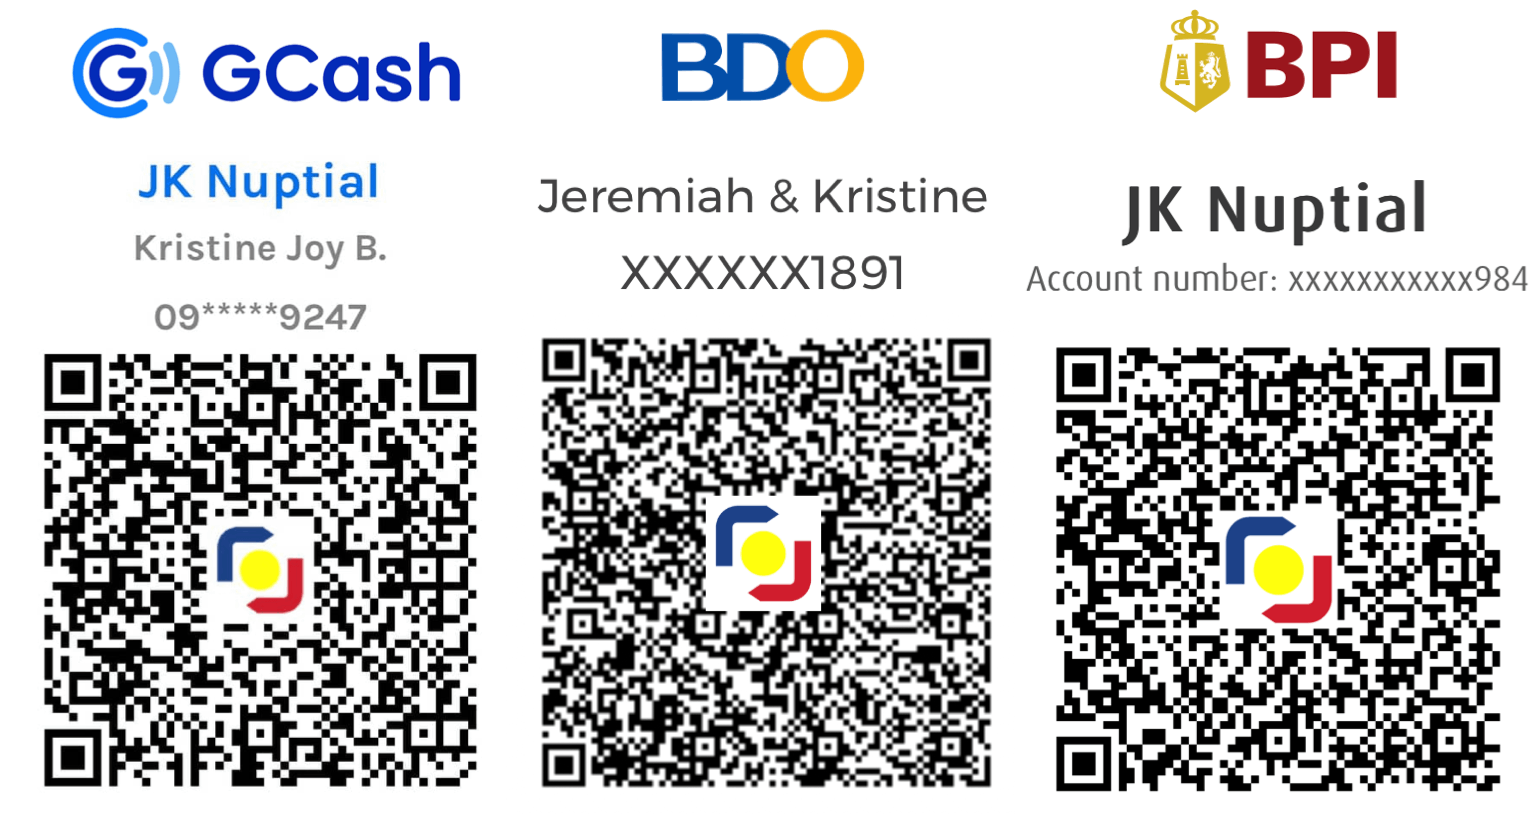 GCash
JK Nuptial
Kristine Joy B.
09*****9247
BDO
Jeremiah & Kristine
XXXXXX1891
BPI
JK Nuptial
Account number: xxxxxxxxxxx984